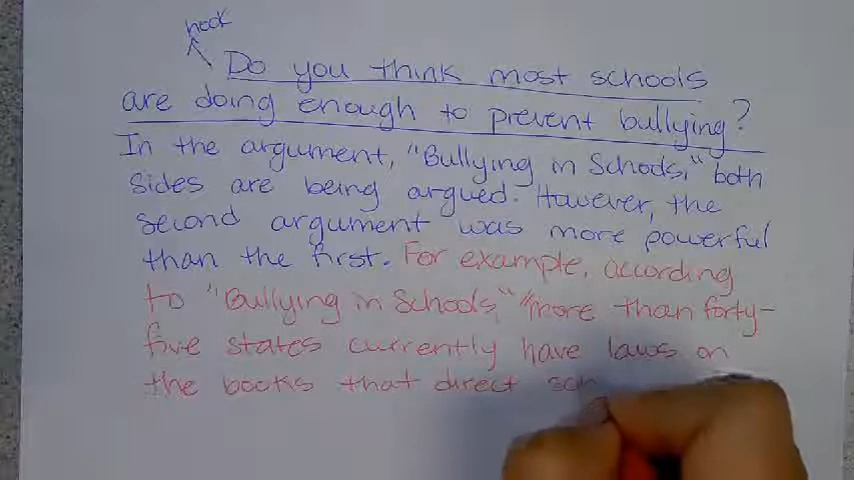 hook
Do you think most schools
are doing enough to prevent bullying?
In the argument, "Bullying in Schools," both
sides are being argued. However, the
second argument was more powerful
than the first. For example, according
to "Bullying in Schools," "more than forty-
five states currently have laws on
the books that direct sch